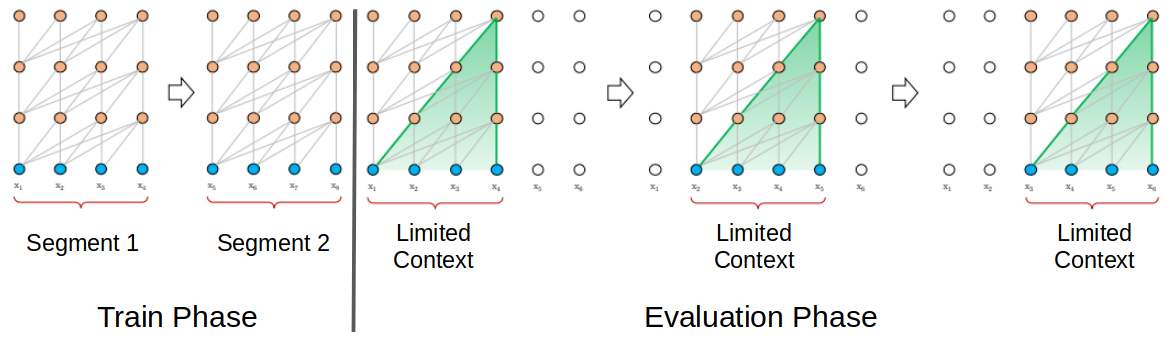 x₁ x₂ x₃ x₄ x₅ x₆ x₇ x₈ x₁ x₂ x₃ x₄ x₅ x₆ x₁ x₂ x₃ x₄ x₅ x₆ x₁ x₂ x₃ x₄ x₅ x₆
Segment 1
Segment 2
Limited
Context
Limited
Context
Limited
Context
Train Phase
Evaluation Phase